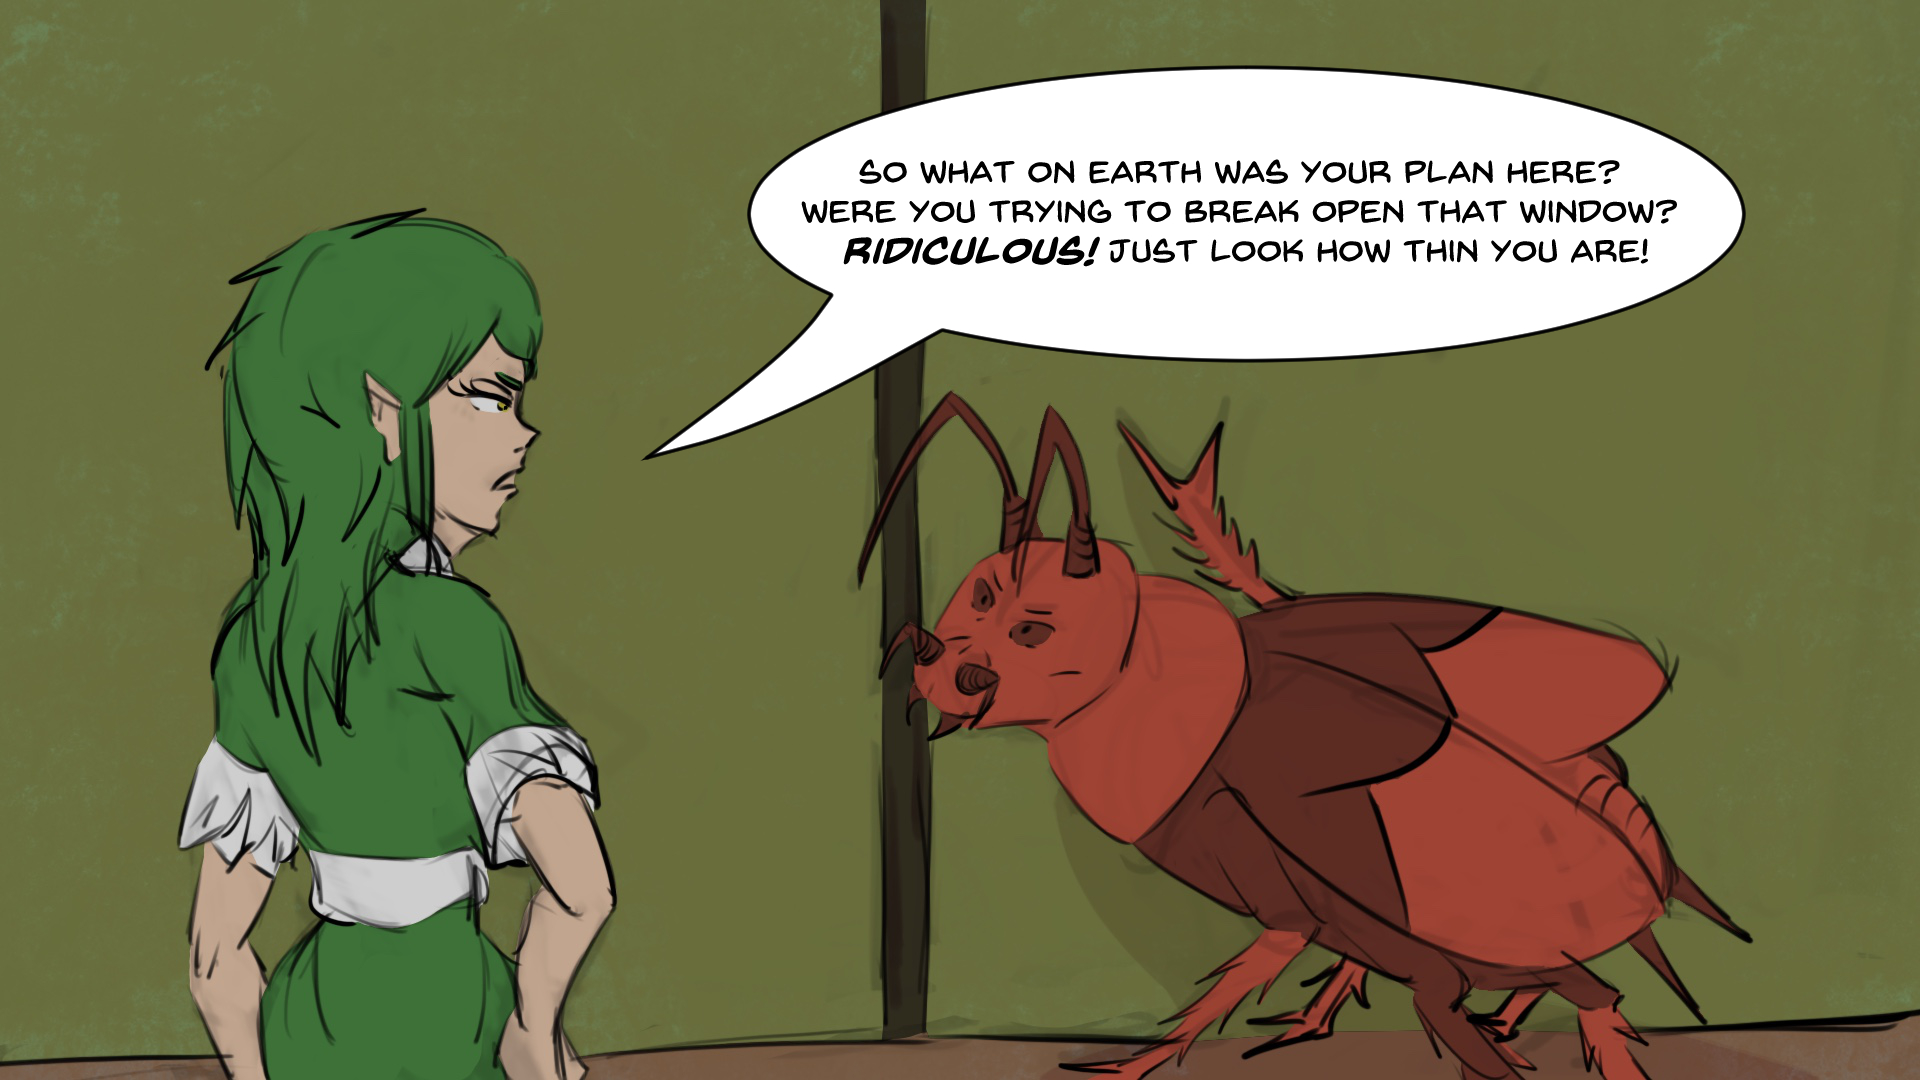 SO WHAT ON EARTH WAS YOUR PLAN HERE?
WERE YOU TRYING TO BREAK OPEN THAT WINDOW?
RIDICULOUS! JUST LOOK HOW THIN YOU ARE!